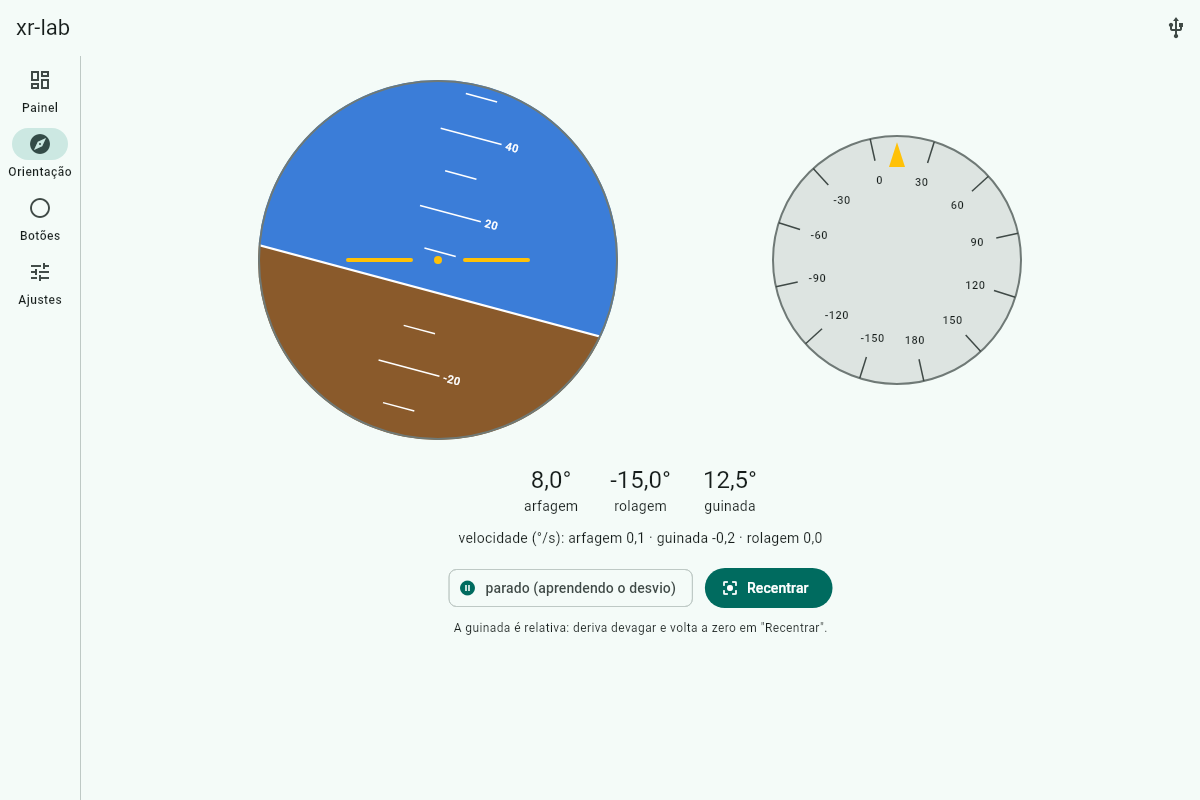 xr-lab
Painel
Orientação
Botões
Ajustes
40
20
-20
0
30
60
90
120
150
180
-150
-120
-90
-60
-30
8,0° -15,0° 12,5°
arfagem rolagem guinada
velocidade (°/s): arfagem 0,1 · guinada -0,2 · rolagem 0,0
parado (aprendendo o desvio) Recentrar
A guinada é relativa: deriva devagar e volta a zero em "Recentrar".